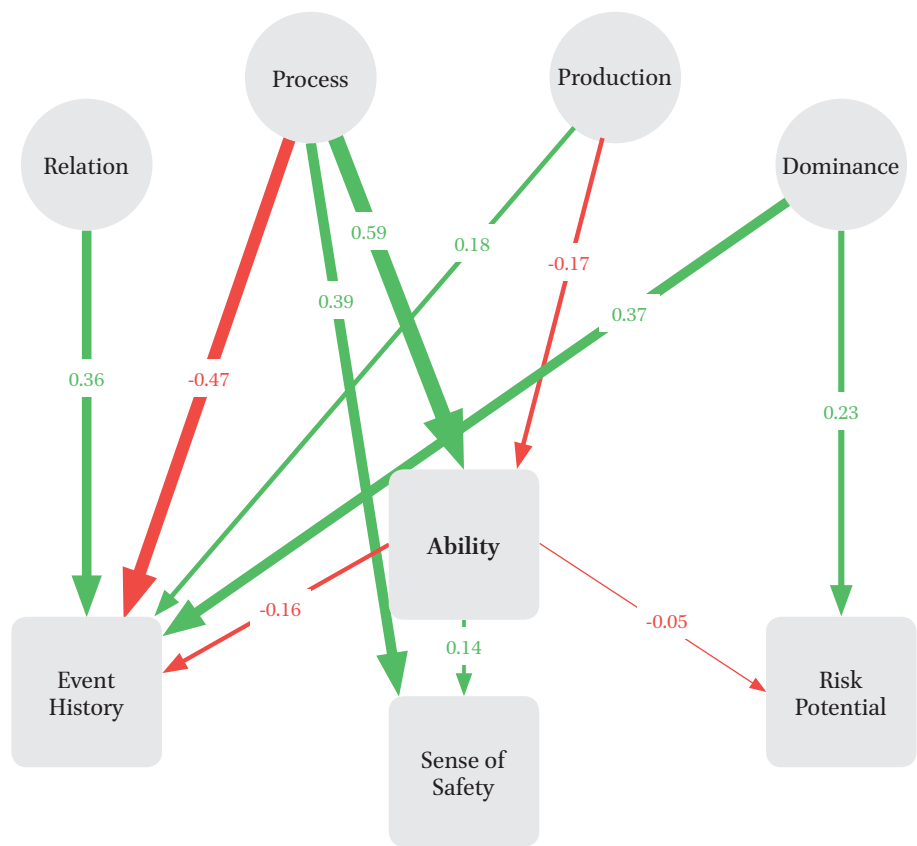 Process
Production
Relation
Dominance
0.59
0.18
-0.17
0.39
0.37
0.36
-0.47
0.23
Ability
-0.16
-0.05
0.14
Event
History
Risk
Potential
Sense of
Safety